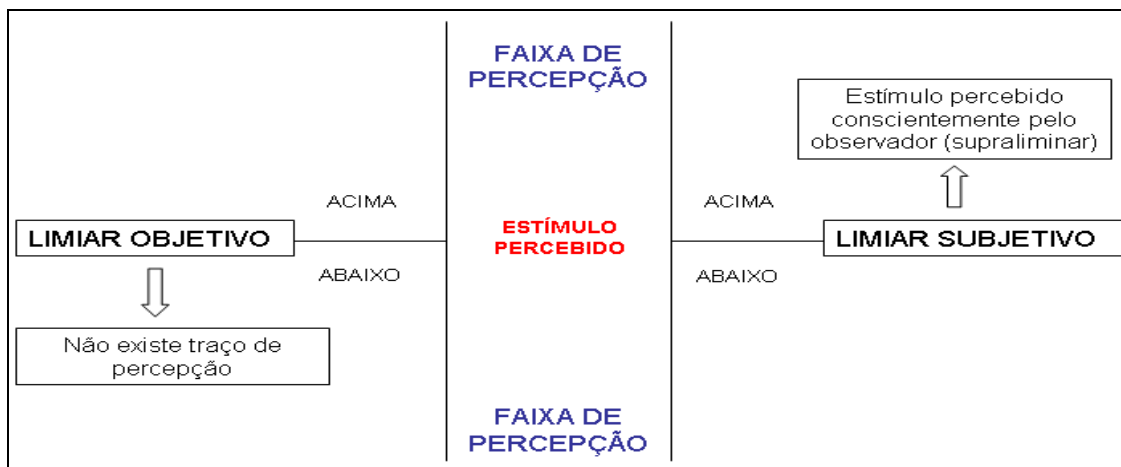 FAIXA DE
PERCEPÇÃO
Estímulo percebido
conscientemente pelo
observador (supraliminar)
ACIMA
ACIMA
LIMIAR OBJETIVO
ESTÍMULO
PERCEBIDO
LIMIAR SUBJETIVO
ABAIXO
ABAIXO
Não existe traço de
percepção
FAIXA DE
PERCEPÇÃO